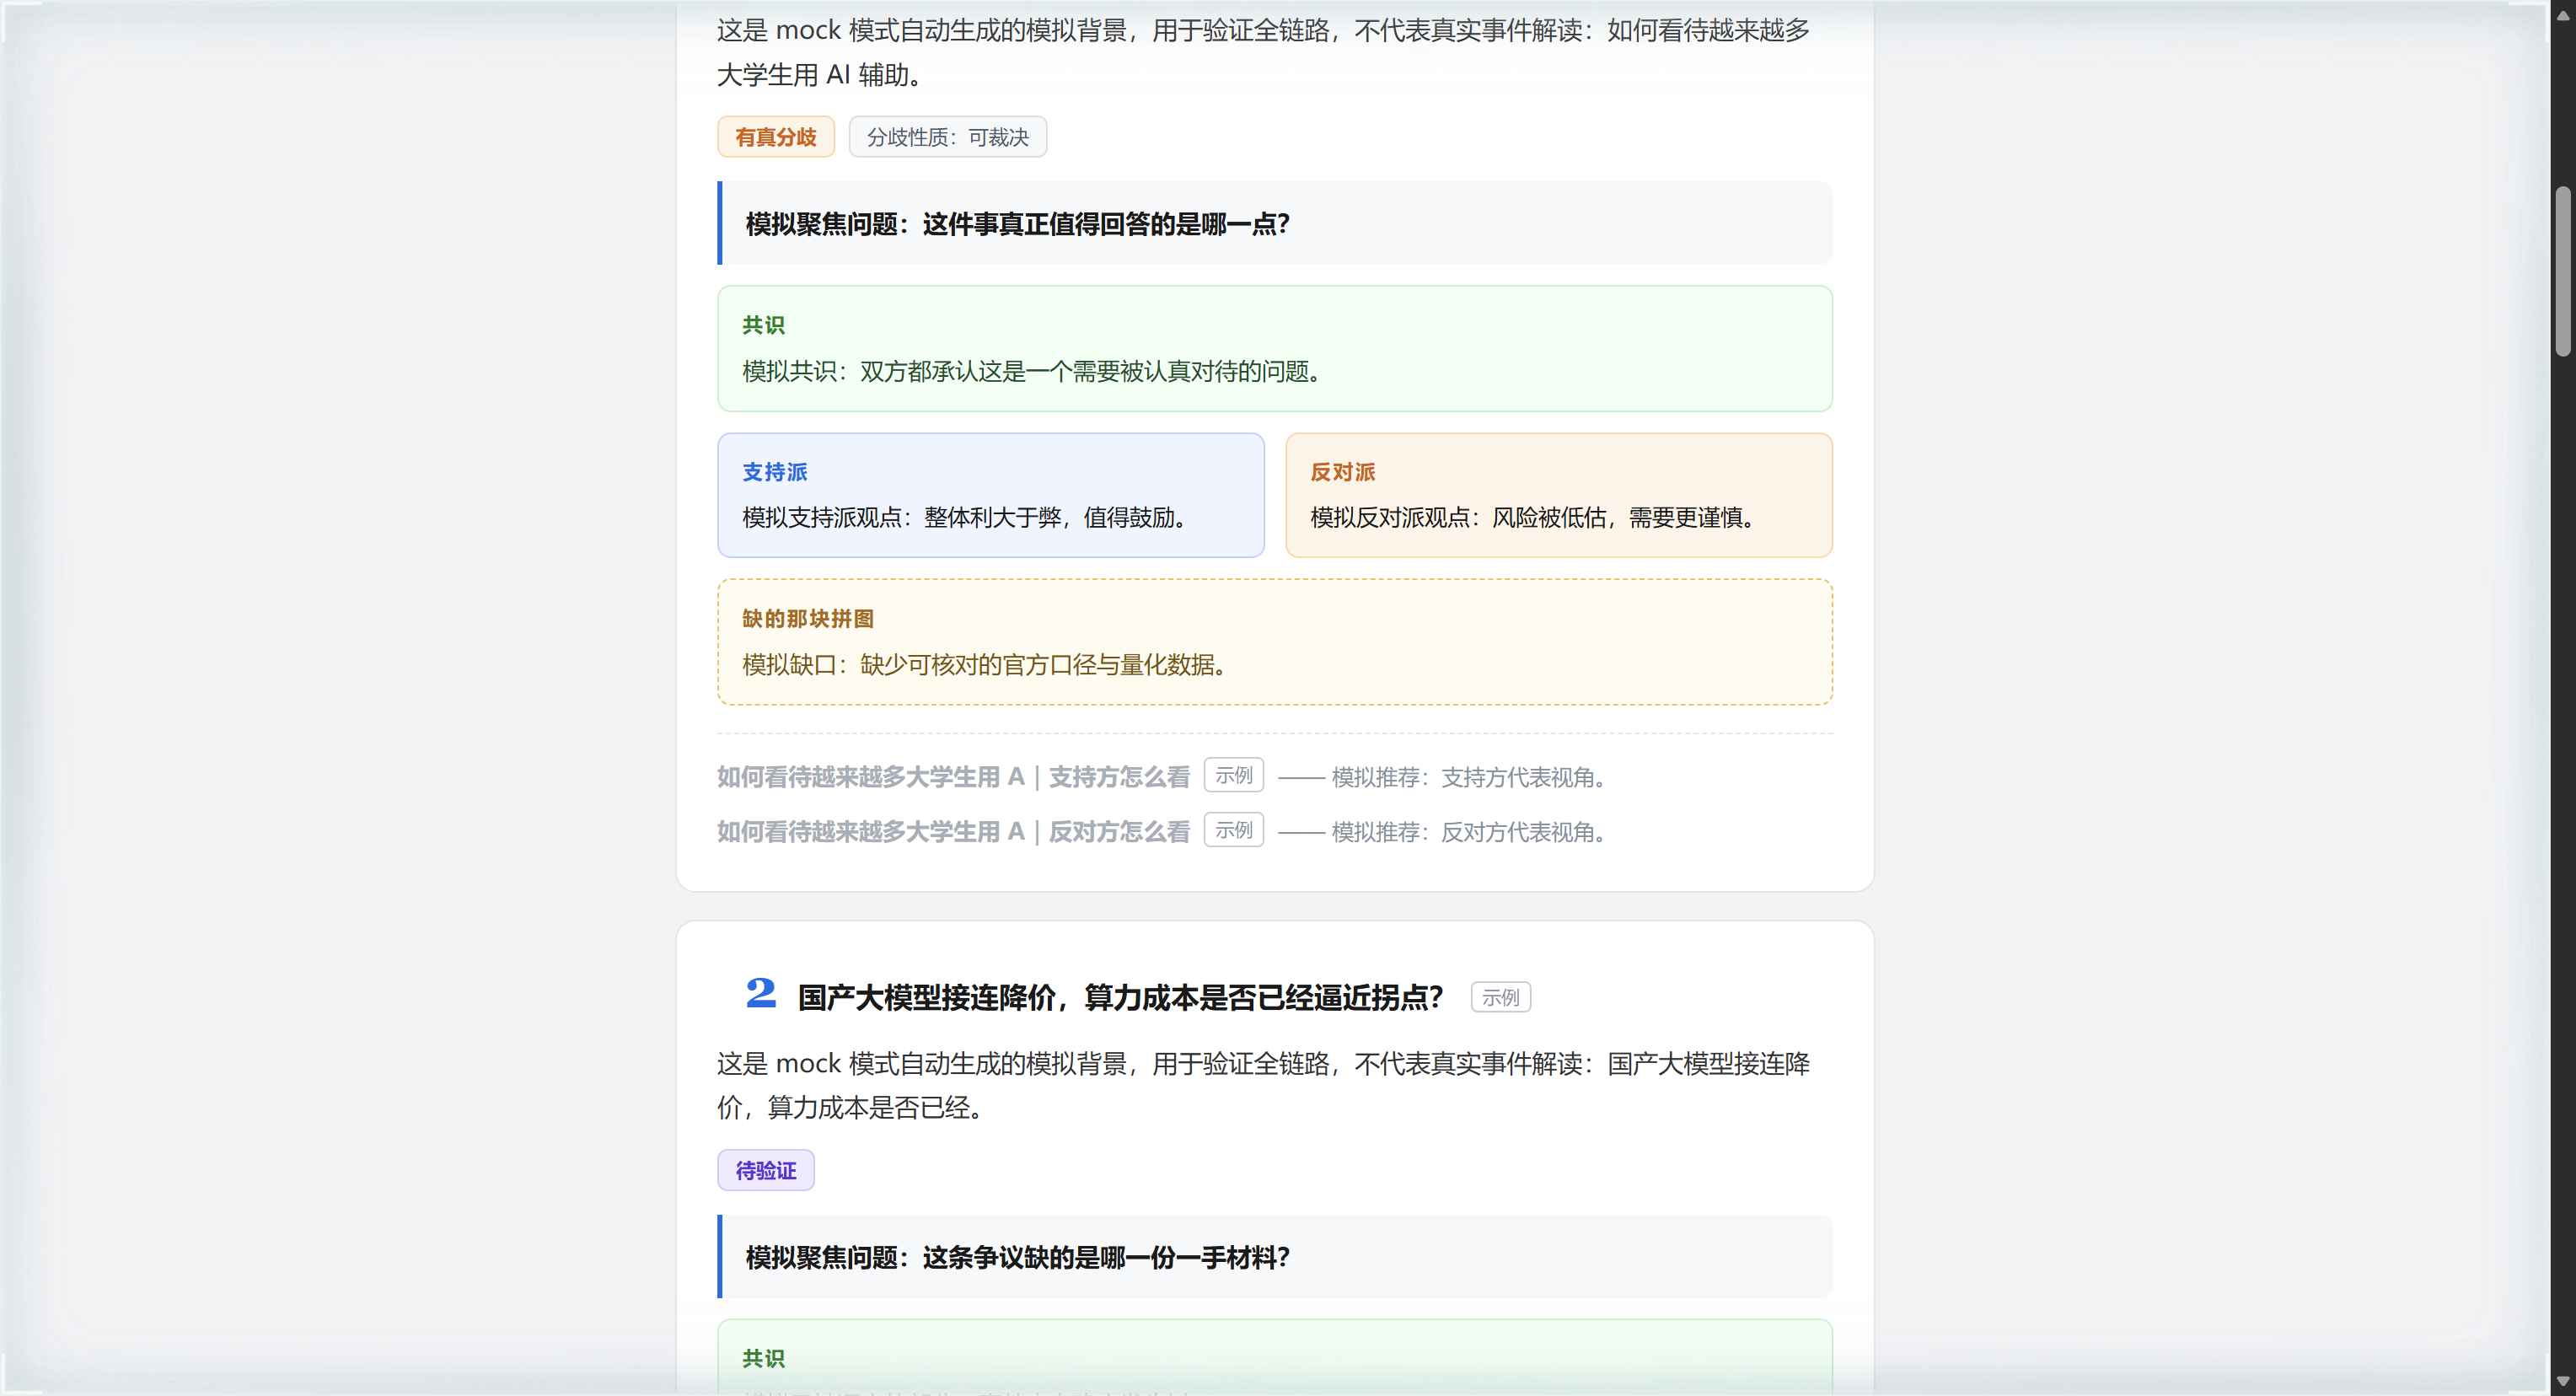 这是 mock 模式自动生成的模拟背景，用于验证全链路，不代表真实事件解读：如何看待越来越多
大学生用 AI 辅助。
有真分歧 分歧性质：可裁决
模拟聚焦问题：这件事真正值得回答的是哪一点？
共识
模拟共识：双方都承认这是一个需要被认真对待的问题。
支持派
模拟支持派观点：整体利大于弊，值得鼓励。
反对派
模拟反对派观点：风险被低估，需要更谨慎。
缺的那块拼图
模拟缺口：缺少可核对的官方口径与量化数据。
如何看待越来越多大学生用 A｜支持方怎么看 示例 —— 模拟推荐：支持方代表视角。
如何看待越来越多大学生用 A｜反对方怎么看 示例 —— 模拟推荐：反对方代表视角。
2 国产大模型接连降价，算力成本是否已经逼近拐点？ 示例
这是 mock 模式自动生成的模拟背景，用于验证全链路，不代表真实事件解读：国产大模型接连降
价，算力成本是否已经。
待验证
模拟聚焦问题：这条争议缺的是哪一份一手材料？
共识